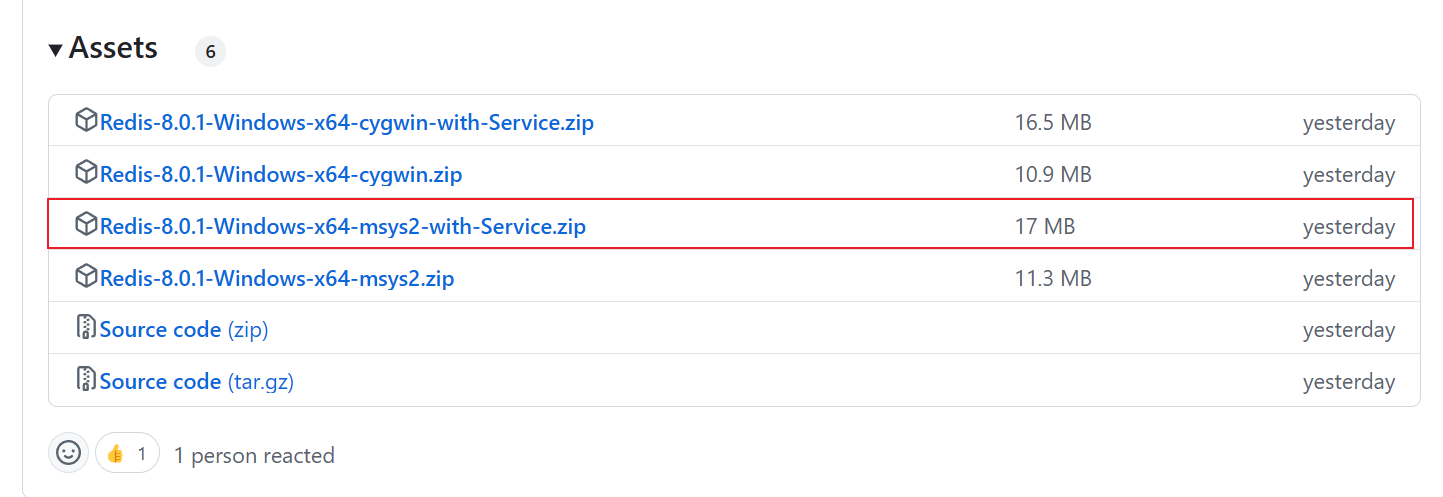 Assets 6
Redis-8.0.1-Windows-x64-cygwin-with-Service.zip 16.5 MB yesterday
Redis-8.0.1-Windows-x64-cygwin.zip 10.9 MB yesterday
Redis-8.0.1-Windows-x64-msys2-with-Service.zip 17 MB yesterday
Redis-8.0.1-Windows-x64-msys2.zip 11.3 MB yesterday
Source code (zip) yesterday
Source code (tar.gz) yesterday
👍 1 1 person reacted